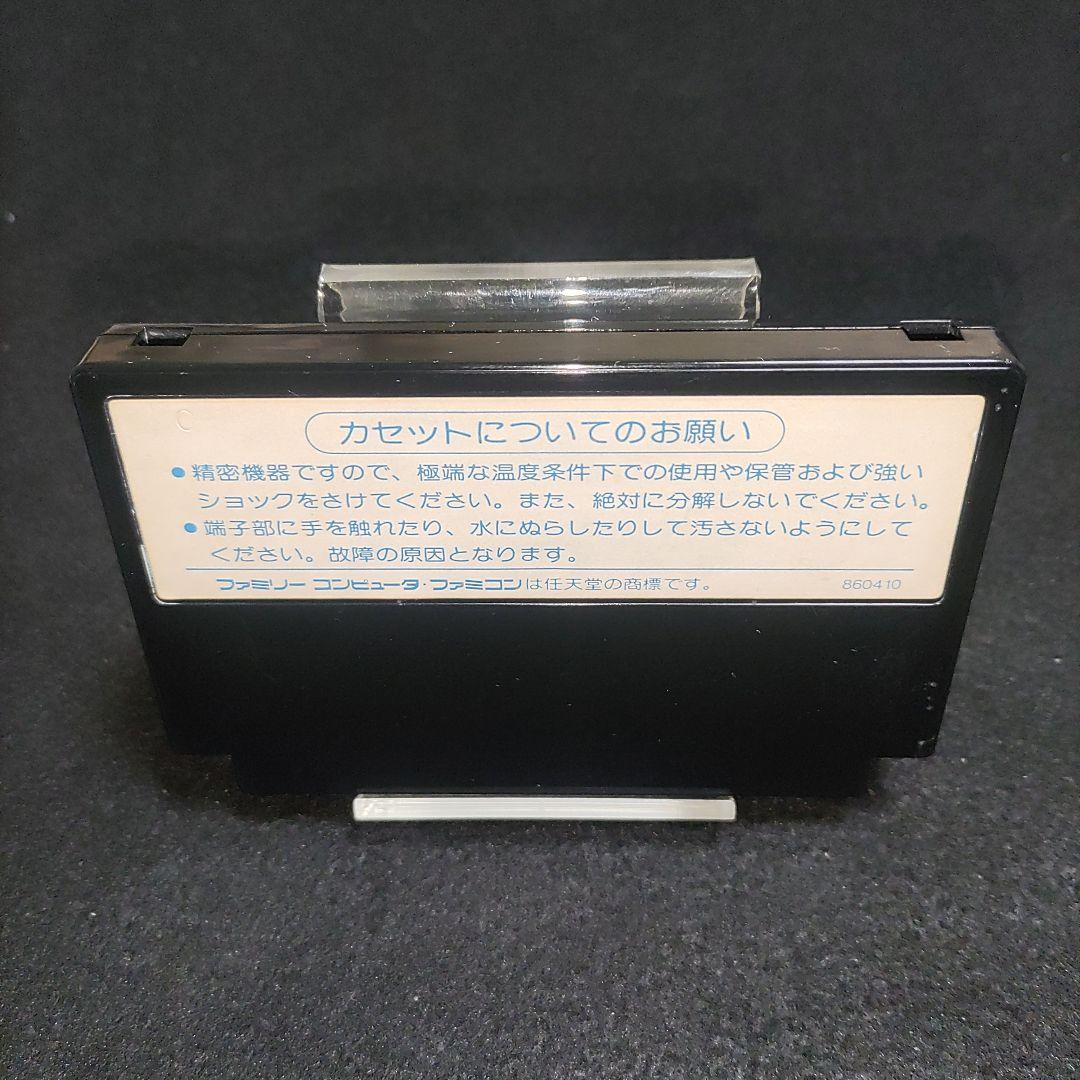 カセットについてのお願い
●精密機器ですので、極端な温度条件下での使用や保管および強い
ショックをさけてください。また、絶対に分解しないでください。
●端子部に手を触れたり、水にぬらしたりして汚さないようにして
ください。故障の原因となります。
ファミリー コンピュータ・ファミコンは任天堂の商標です。 860410